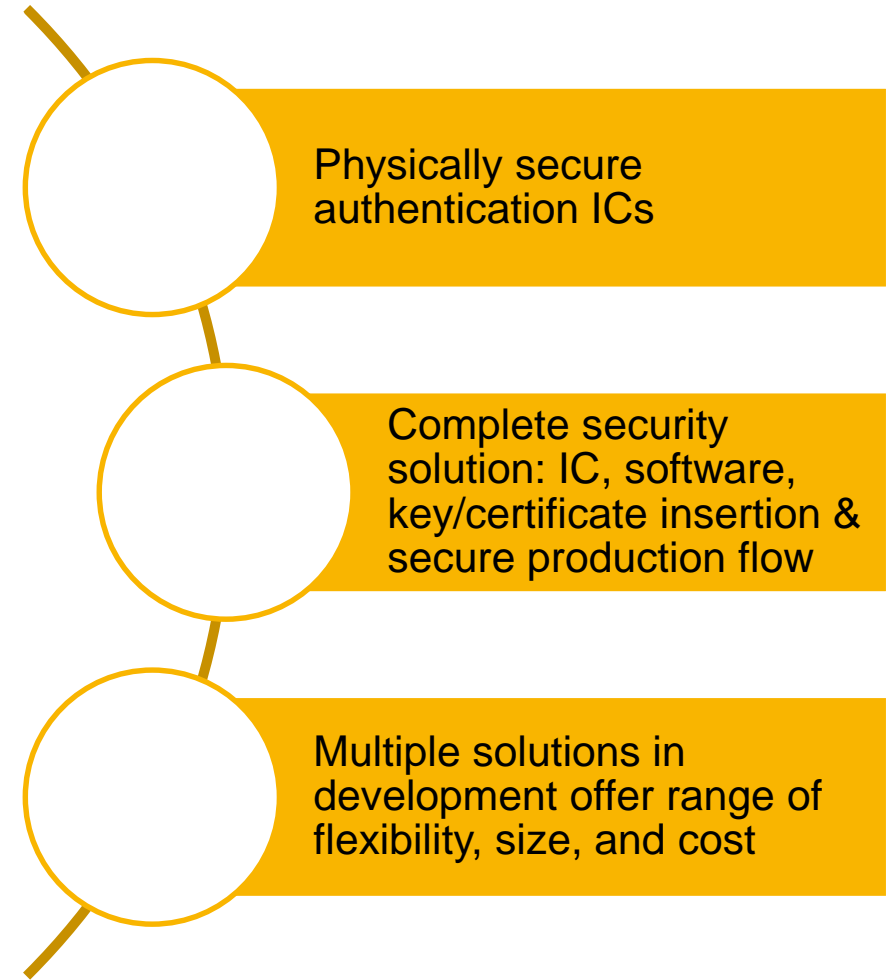 Physically secure
authentication ICs
Complete security
solution: IC, software,
key/certificate insertion &
secure production flow
Multiple solutions in
development offer range of
flexibility, size, and cost